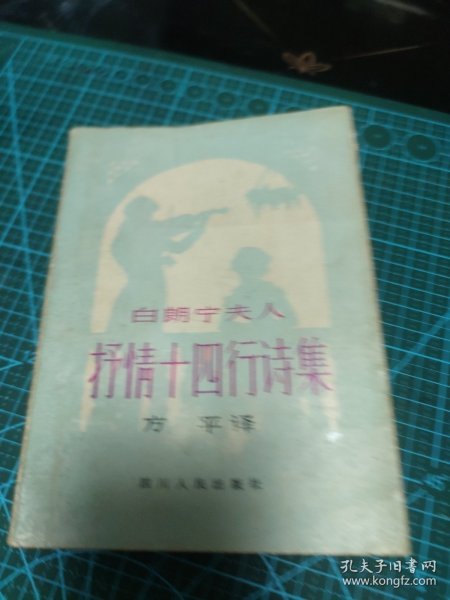 白朗宁夫人
抒情十四行诗集
方平译
四川人民出版社
孔夫子旧书网
www.kongfz.com